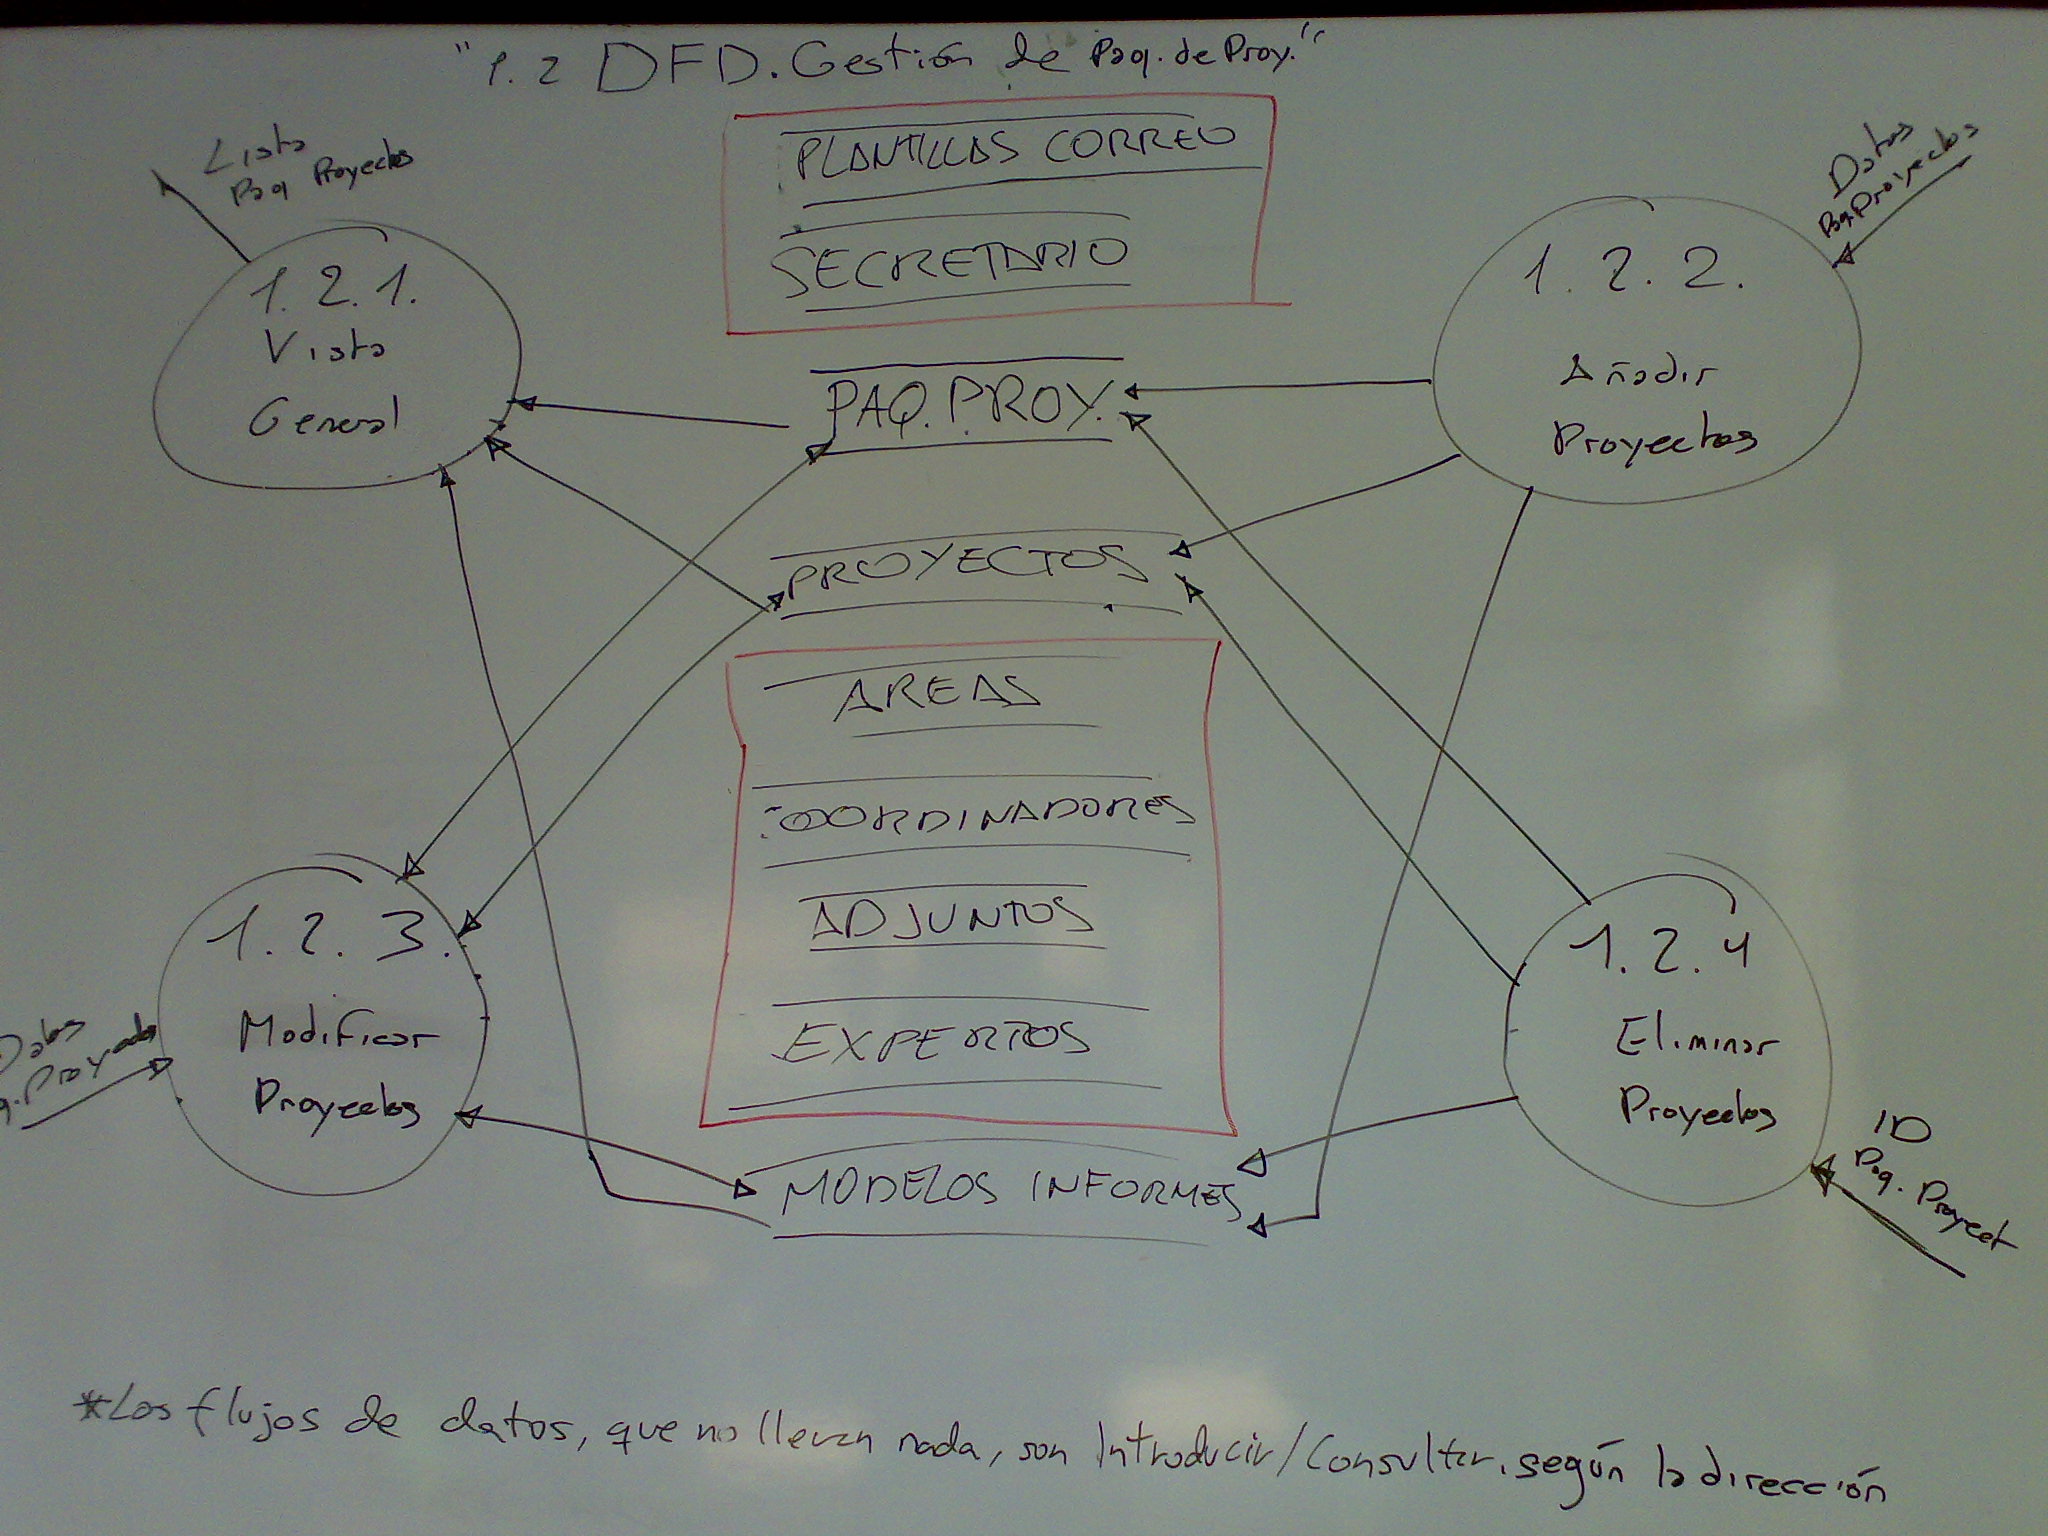 "1.2 DFD. Gestión de Paq. de Proy."
Lista
Paq Proyectos
PLANTILLAS CORREO
SECRETARIO
Datos
Paq. Proyectos
1.2.1.
Vista
General
1.2.2.
Añadir
Proyectos
PAQ. PROY.
PROYECTOS
AREAS
COORDINADORES
ADJUNTOS
EXPERTOS
MODELOS INFORMES
1.2.3.
Modificar
Proyectos
Datos
1.2.4
Eliminar
Proyectos
ID
Paq. Proyect
*Los flujos de datos, que no llevan nada, son Introducir/Consultar, según la dirección